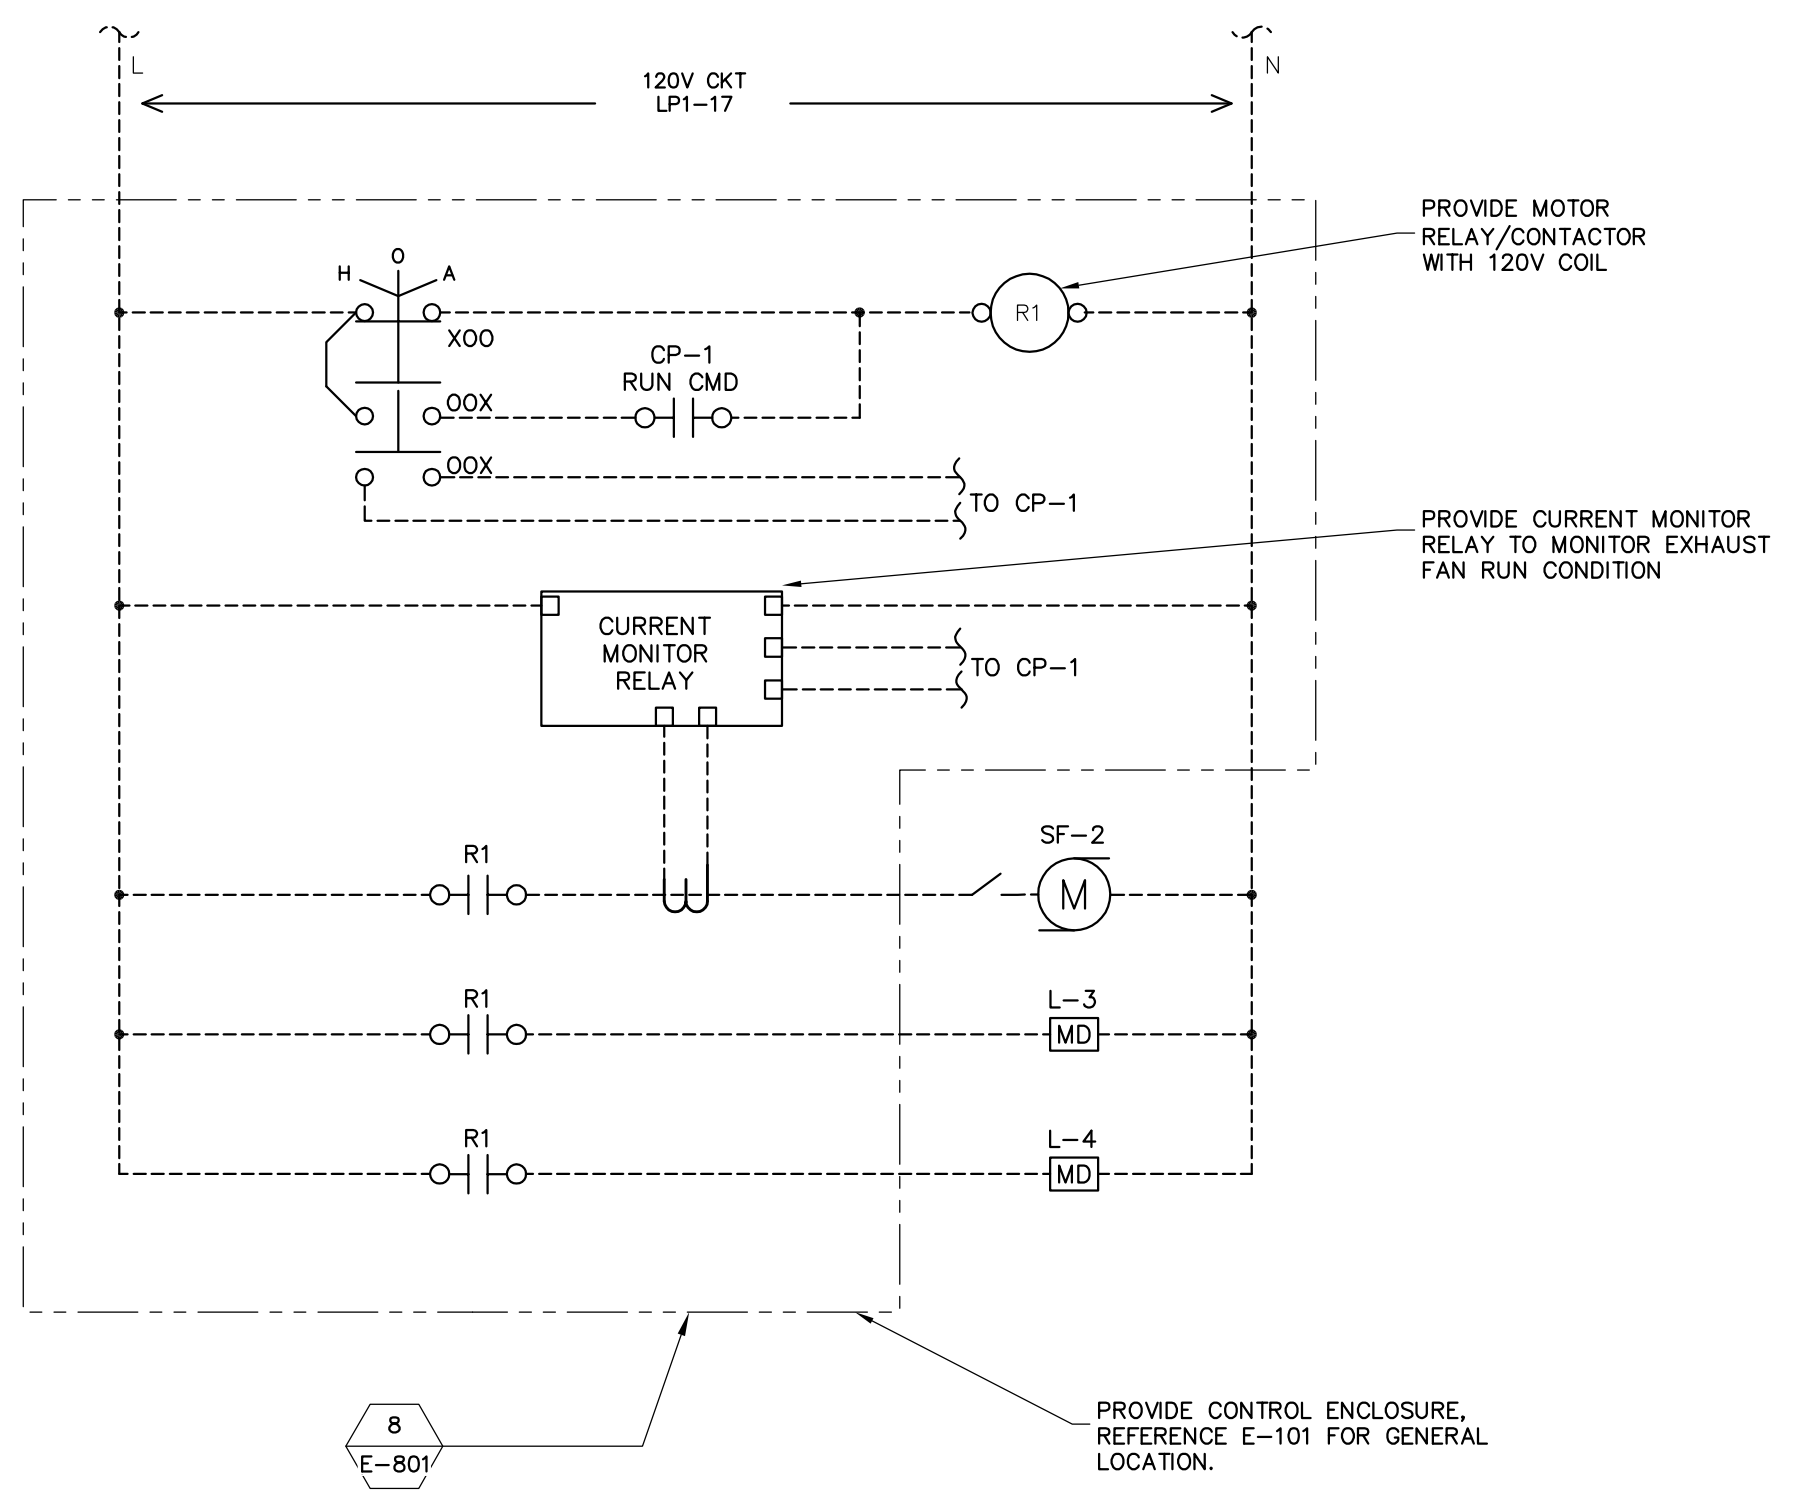 L
N
120V CKT
LP1-17
PROVIDE MOTOR
RELAY/CONTACTOR
WITH 120V COIL
O
H
A
R1
XOO
CP-1
RUN CMD
OOX
OOX
TO CP-1
PROVIDE CURRENT MONITOR
RELAY TO MONITOR EXHAUST
FAN RUN CONDITION
CURRENT
MONITOR
RELAY
TO CP-1
SF-2
R1
M
R1
L-3
MD
R1
L-4
MD
8
E-801
PROVIDE CONTROL ENCLOSURE,
REFERENCE E-101 FOR GENERAL
LOCATION.